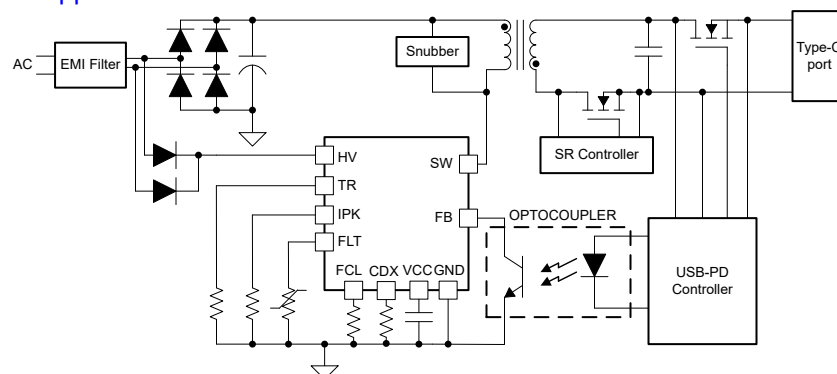 AC
EMI Filter
Snubber
Type-C
port
SR Controller
HV
TR
IPK
FLT
SW
FB
OPTOCOUPLER
FCL CDX VCC GND
USB-PD
Controller